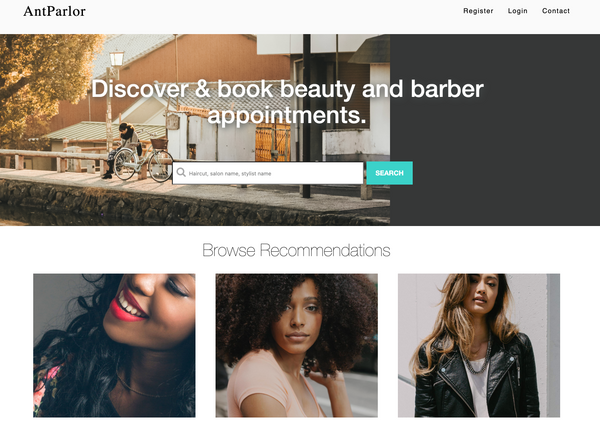 AntParlor
Register Login Contact
Discover & book beauty and barber
appointments.
Haircut, salon name, stylist name
SEARCH
Browse Recommendations